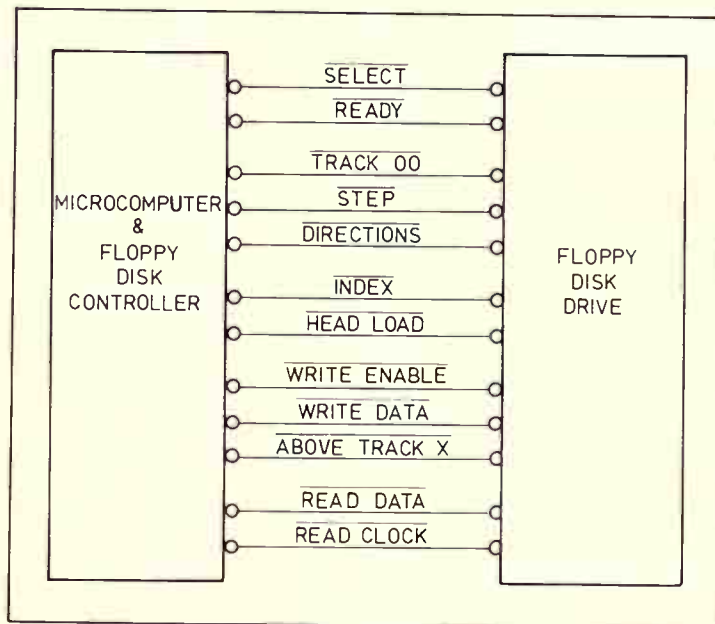 SELECT
READY
TRACK 00
STEP
DIRECTIONS
INDEX
HEAD LOAD
WRITE ENABLE
WRITE DATA
ABOVE TRACK X
READ DATA
READ CLOCK
MICROCOMPUTER
&
FLOPPY
DISK
CONTROLLER
FLOPPY
DISK
DRIVE